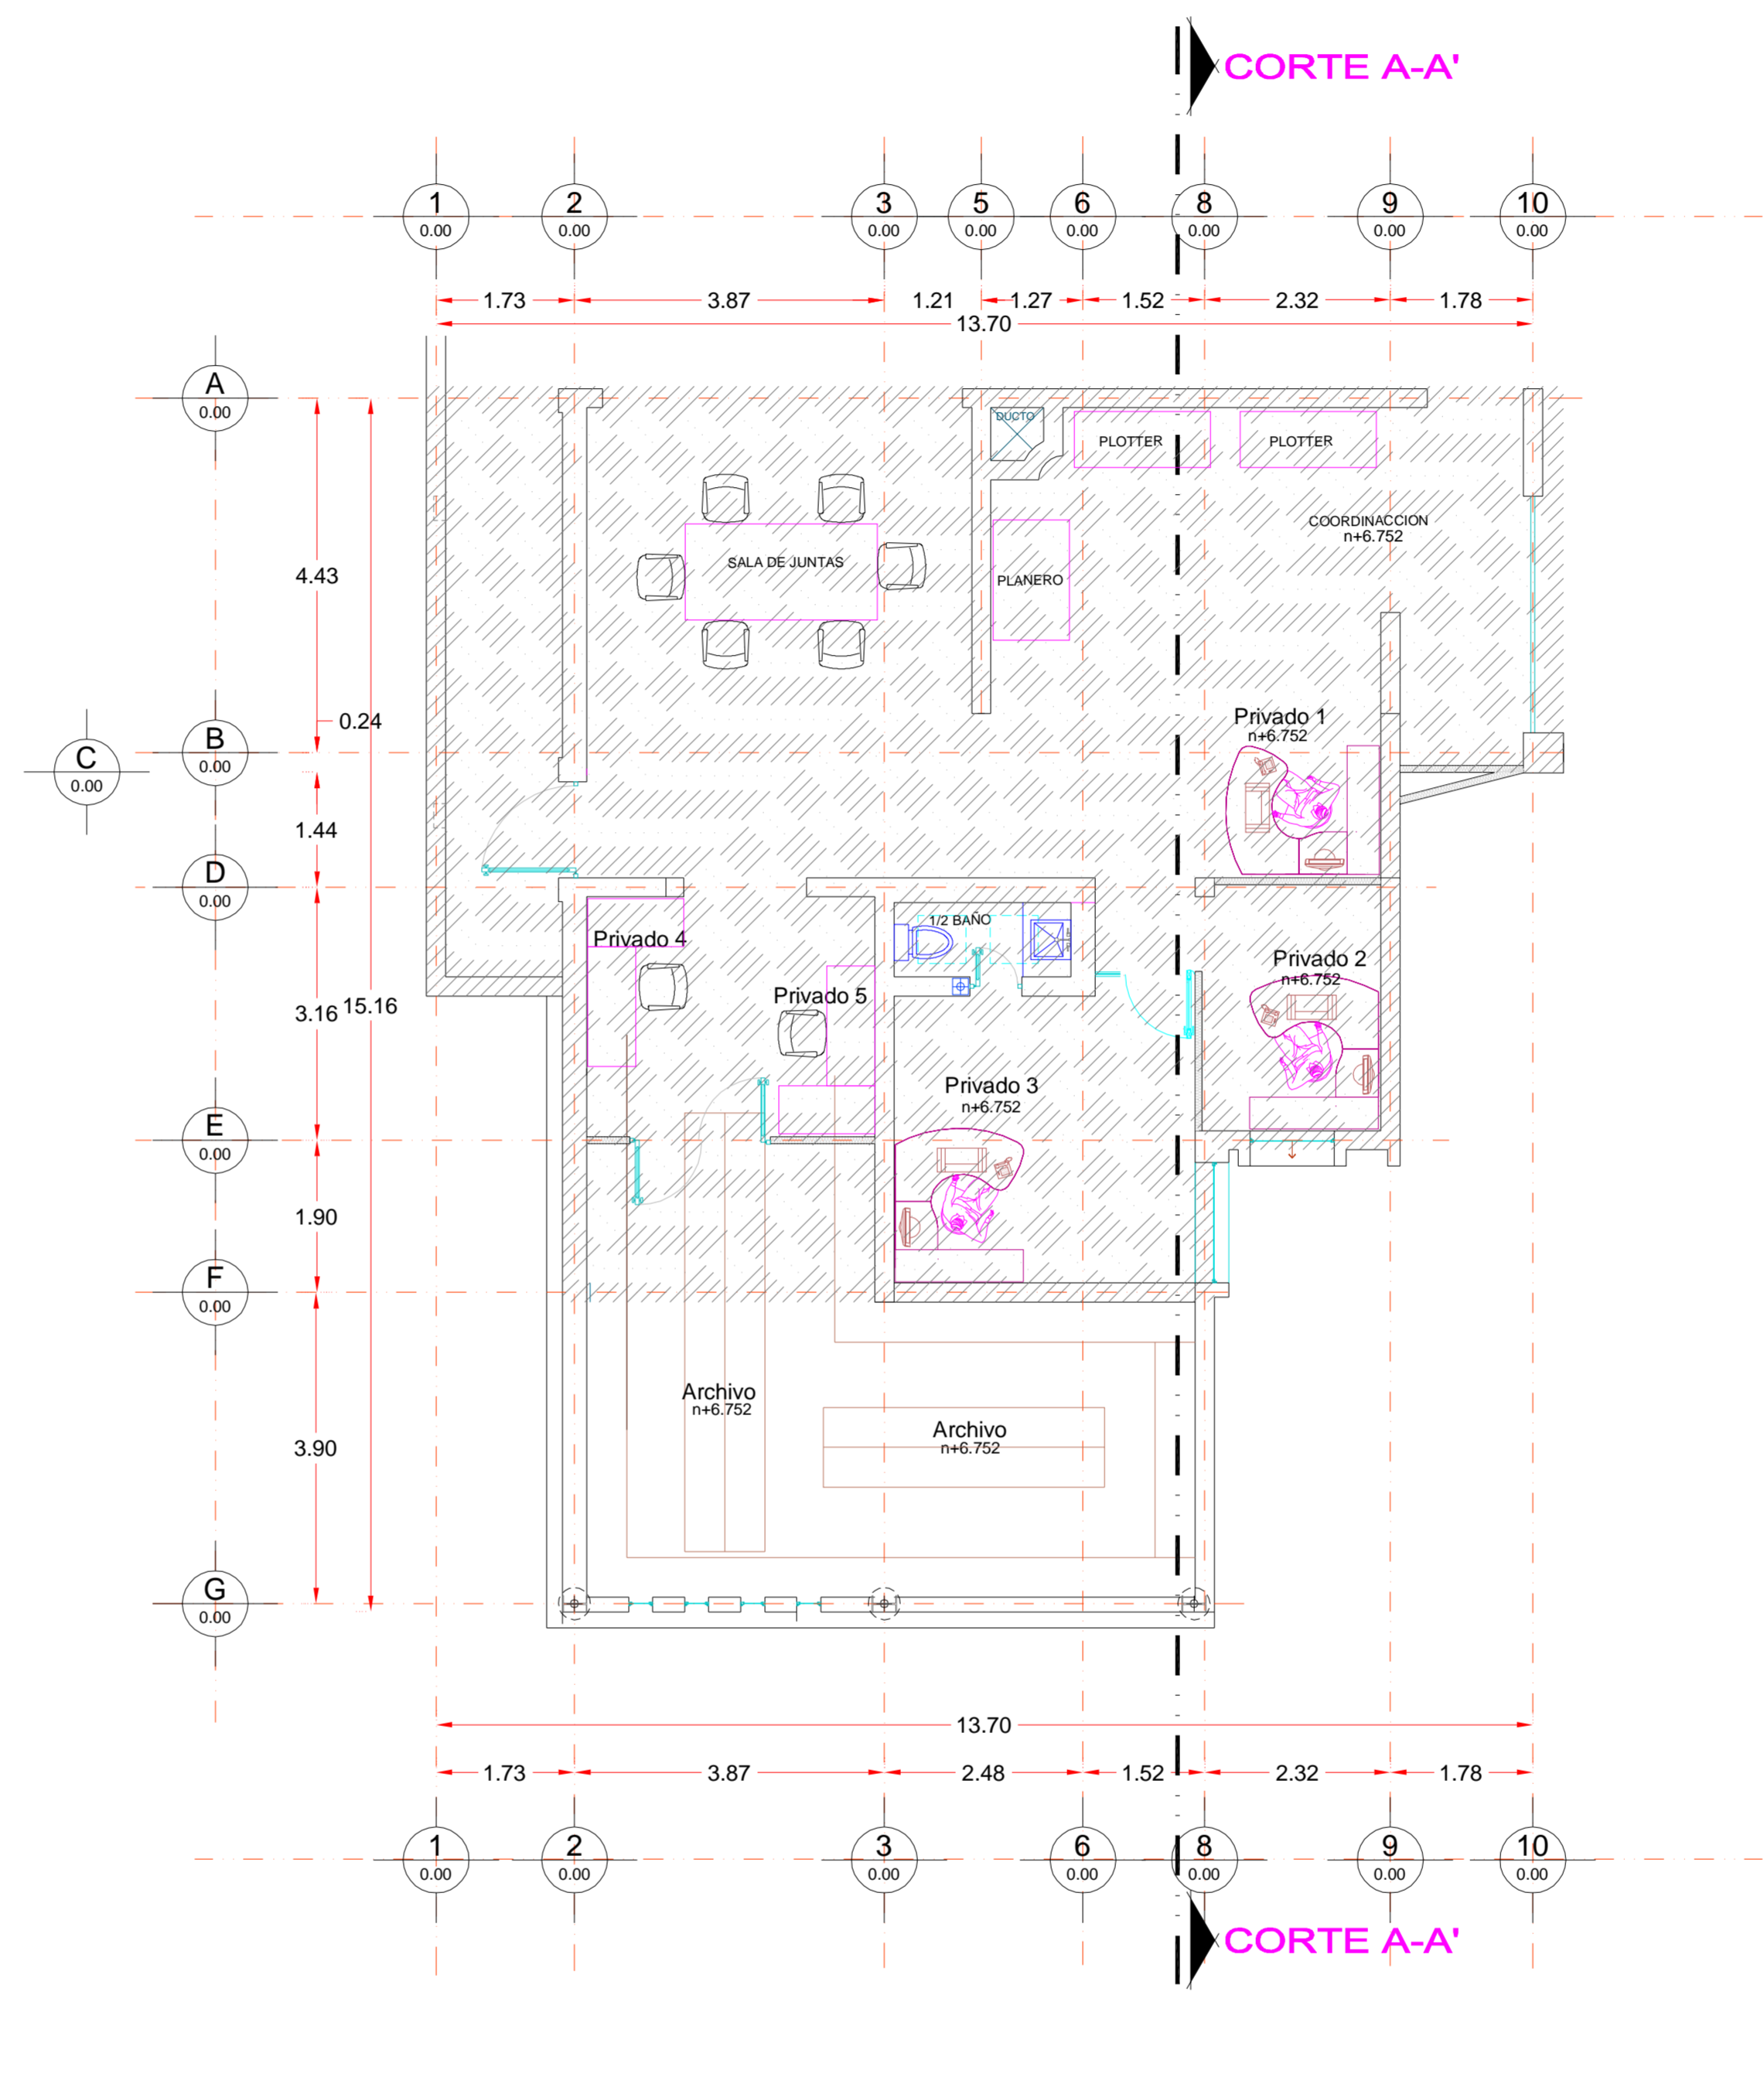 CORTE A-A'
1 2 3 5 6 8 9 10
0.00 0.00 0.00 0.00 0.00 0.00 0.00 0.00
1.73 3.87 1.21 1.27 1.52 2.32 1.78
13.70
A
0.00
DUCTO
PLOTTER PLOTTER
COORDINACCION
n+6.752
SALA DE JUNTAS
4.43
PLANERO
Privado 1
n+6.752
0.24
B
0.00
C
0.00
1.44
D
0.00
1/2 BAÑO
Privado 4
Privado 2
n+6.752
Privado 5
3.16 15.16
Privado 3
n+6.752
E
0.00
1.90
F
0.00
Archivo
n+6.752
Archivo
n+6.752
3.90
G
0.00
13.70
1.73 3.87 2.48 1.52 2.32 1.78
1 2 3 6 8 9 10
0.00 0.00 0.00 0.00 0.00 0.00 0.00
CORTE A-A'